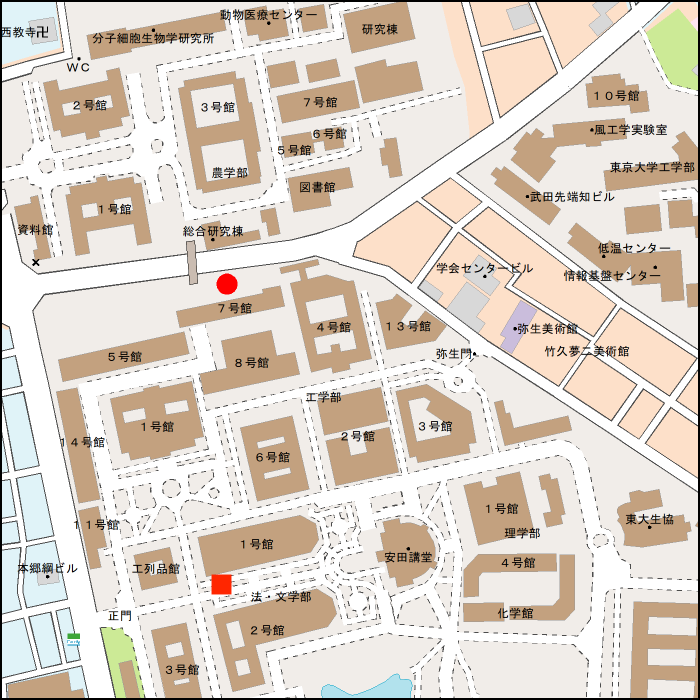 動物医療センター
西教寺卍
分子細胞生物学研究所
研究棟
WC
２号館
３号館
７号館
１０号館
６号館
風工学実験室
５号館
農学部
東京大学工学部
図書館
武田先端知ビル
１号館
資料館
総合研究棟
低温センター
学会センタービル
情報基盤センター
７号館
４号館
１３号館
弥生美術館
５号館
弥生門
竹久夢二美術館
８号館
工学部
１号館
３号館
１４号館
２号館
６号館
１号館
１１号館
東大生協
理学部
１号館
安田講堂
４号館
本郷綱ビル
工列品館
法・文学部
正門
化学館
２号館
３号館